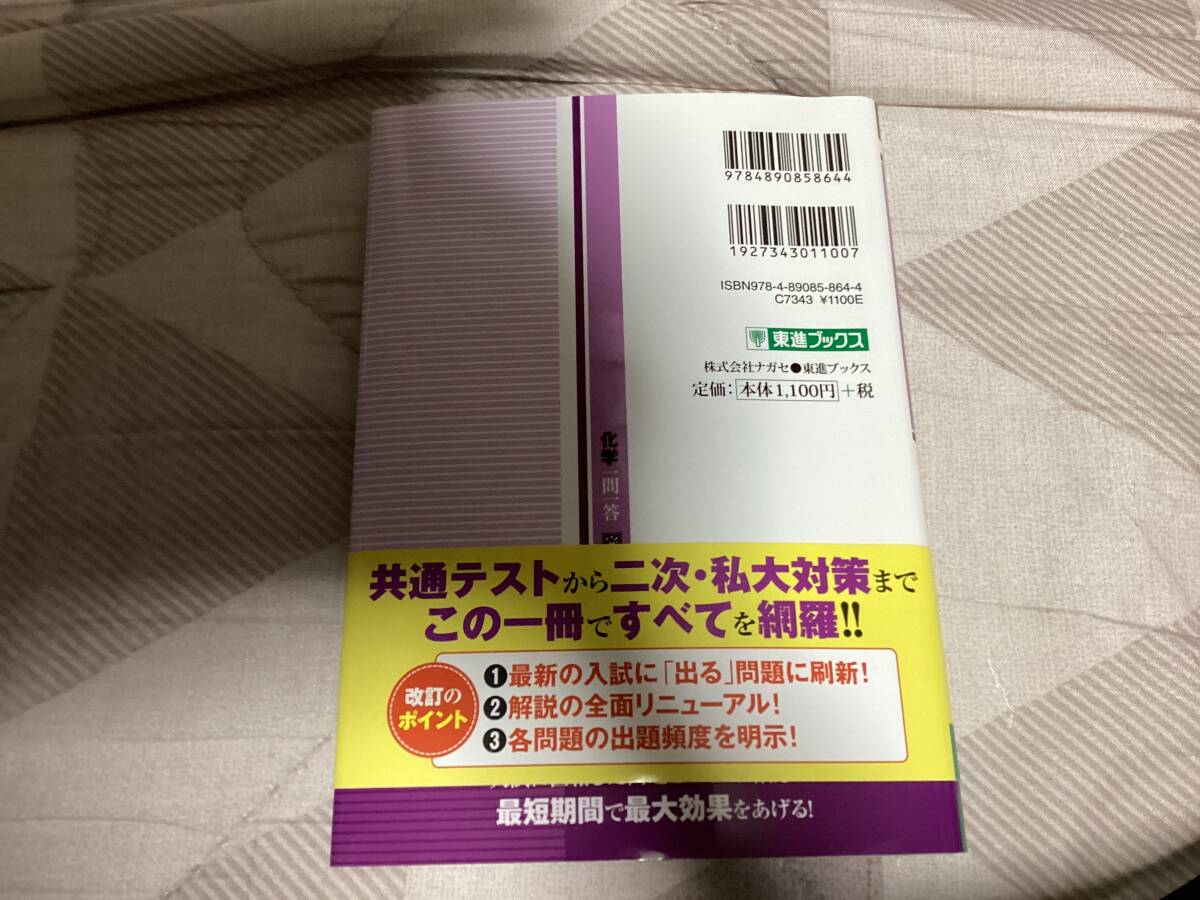 9784890858644
1927343011007
ISBN978-4-89085-864-4
C7343 ¥1100E
東進ブックス
株式会社ナガセ●東進ブックス
定価：本体1,100円＋税
化学 一問一答
共通テストから二次・私大対策まで
この一冊ですべてを網羅!!
改訂の
ポイント
❶最新の入試に「出る」問題に刷新！
❷解説の全面リニューアル！
❸各問題の出題頻度を明示！
最短期間で最大効果をあげる！